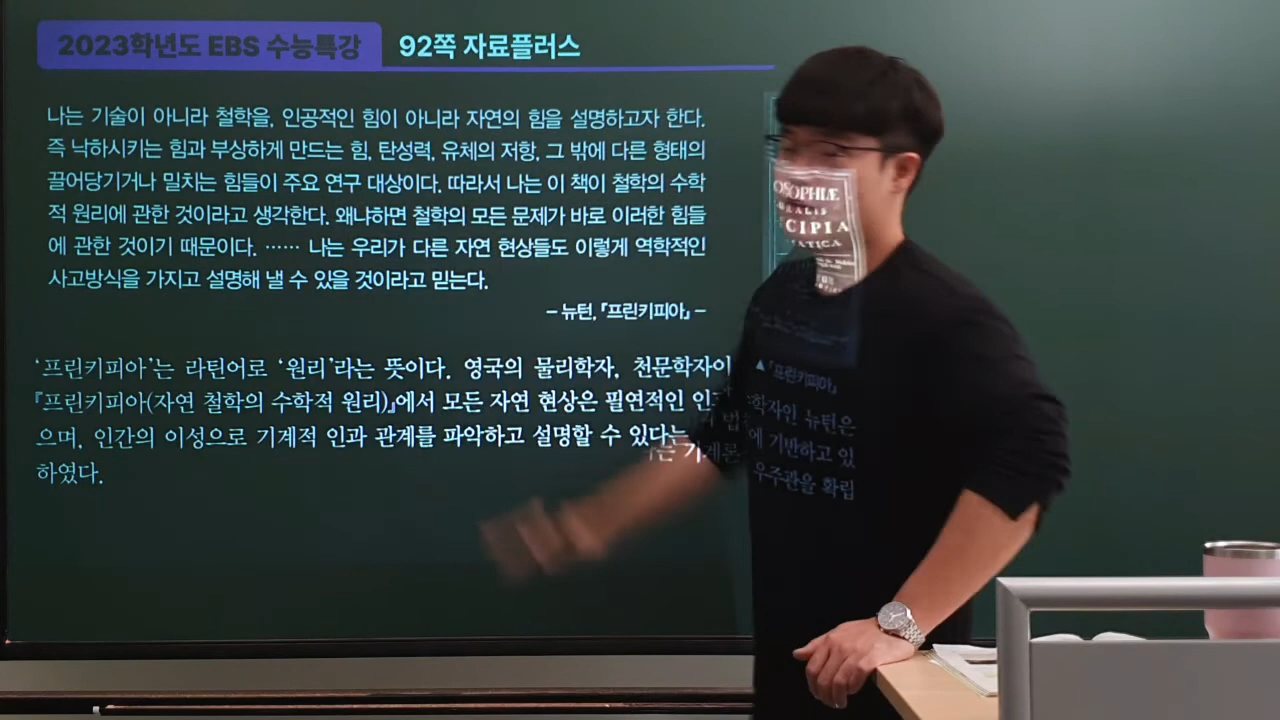 2023학년도 EBS 수능특강 92쪽 자료플러스
나는 기술이 아니라 철학을, 인공적인 힘이 아니라 자연의 힘을 설명하고자 한다.
즉 낙하시키는 힘과 부상하게 만드는 힘, 탄성력, 유체의 저항, 그 밖에 다른 형태의
끌어당기거나 밀치는 힘들이 주요 연구 대상이다. 따라서 나는 이 책이 철학의 수학
적 원리에 관한 것이라고 생각한다. 왜냐하면 철학의 모든 문제가 바로 이러한 힘들
에 관한 것이기 때문이다. …… 나는 우리가 다른 자연 현상들도 이렇게 역학적인
사고방식을 가지고 설명해 낼 수 있을 것이라고 믿는다.
– 뉴턴, 『프린키피아』 –
OSOPHIÆ
CIPIA
▲ 『프린키피아』
‘프린키피아’는 라틴어로 ‘원리’라는 뜻이다. 영국의 물리학자, 천문학자이 수학자인 뉴턴은
『프린키피아(자연 철학의 수학적 원리)』에서 모든 자연 현상은 필연적인 인과 법칙에 기반하고 있
으며, 인간의 이성으로 기계적 인과 관계를 파악하고 설명할 수 있다는 기계론 우주관을 확립
하였다.